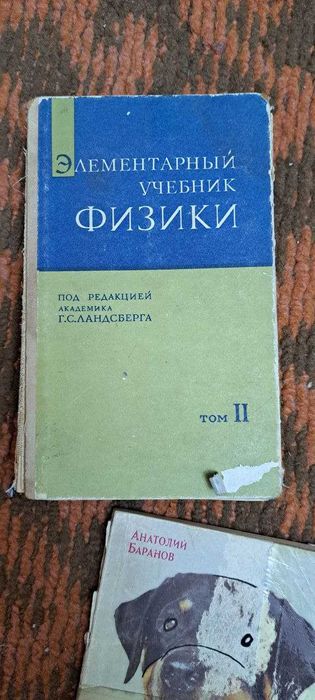 Элементарный
учебник
физики
под редакцией
академика
Г.С.Ландсберга
том II
Анатолий
Баранов